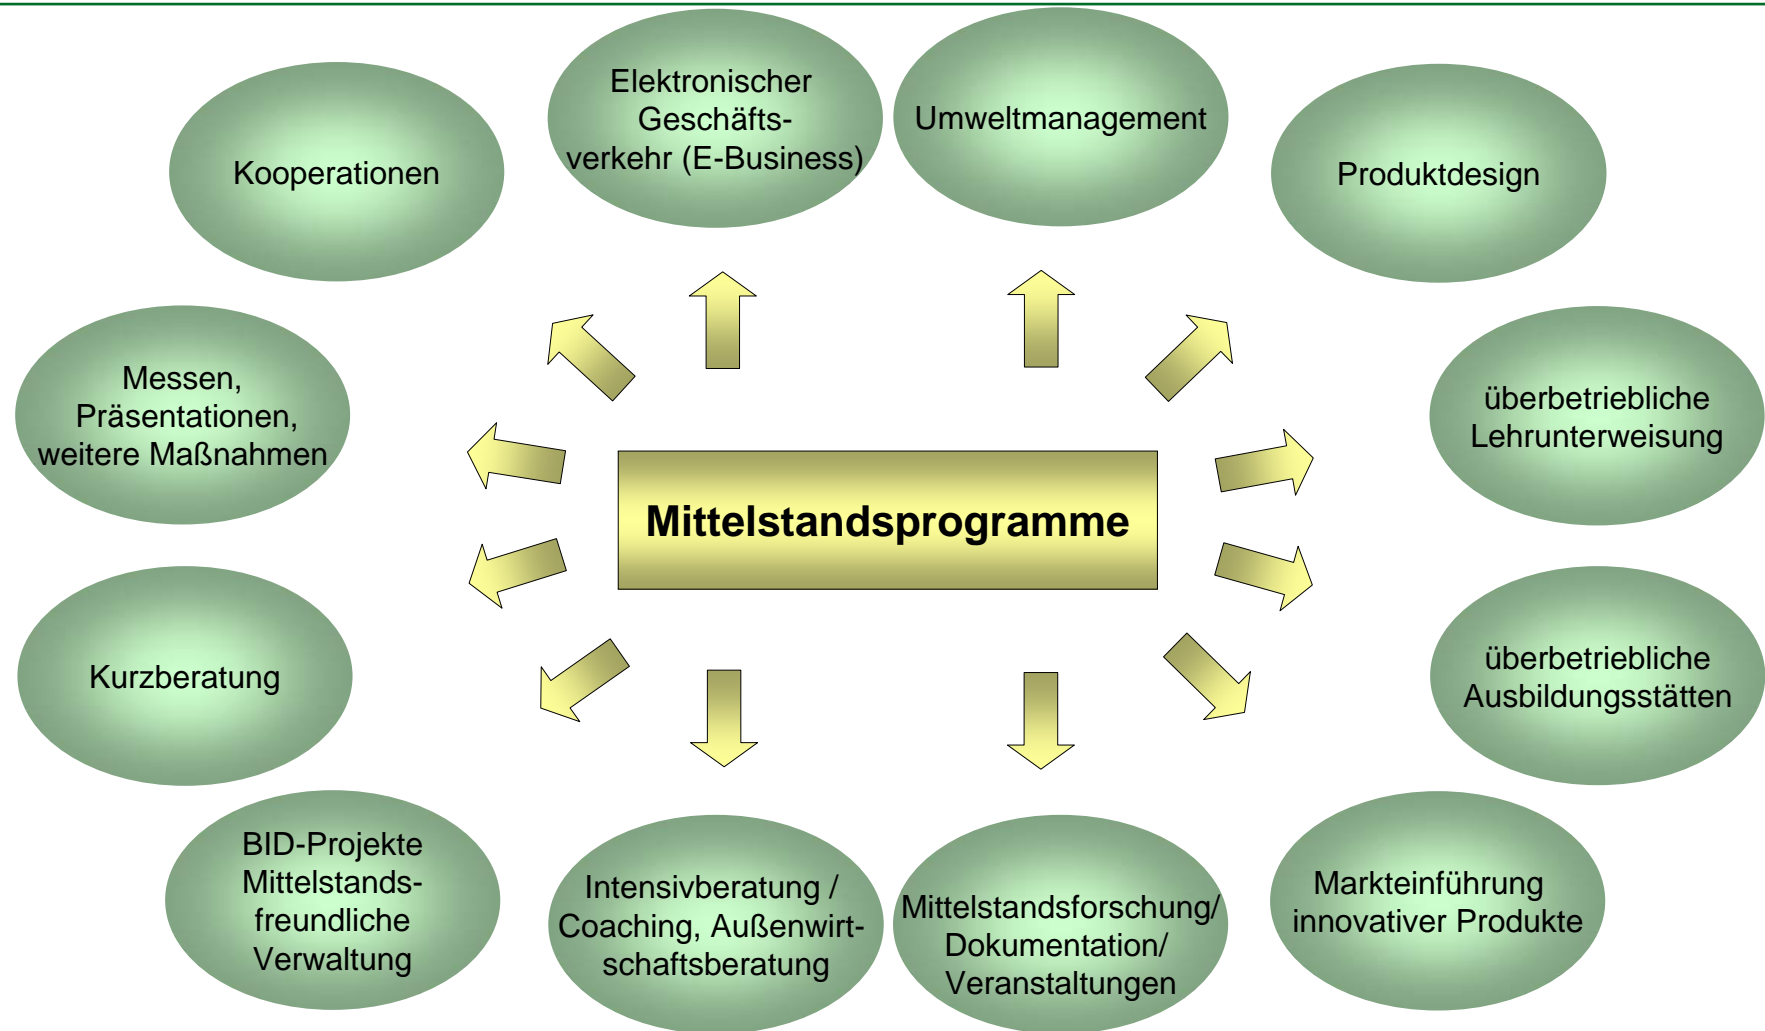 Elektronischer
Geschäfts-
verkehr (E-Business)
Umweltmanagement
Kooperationen
Produktdesign
Messen,
Präsentationen,
weitere Maßnahmen
überbetriebliche
Lehrunterweisung
Mittelstandsprogramme
Kurzberatung
überbetriebliche
Ausbildungsstätten
BID-Projekte
Mittelstands-
freundliche
Verwaltung
Intensivberatung /
Coaching, Außenwirt-
schaftsberatung
Mittelstandsforschung/
Dokumentation/
Veranstaltungen
Markteinführung
innovativer Produkte